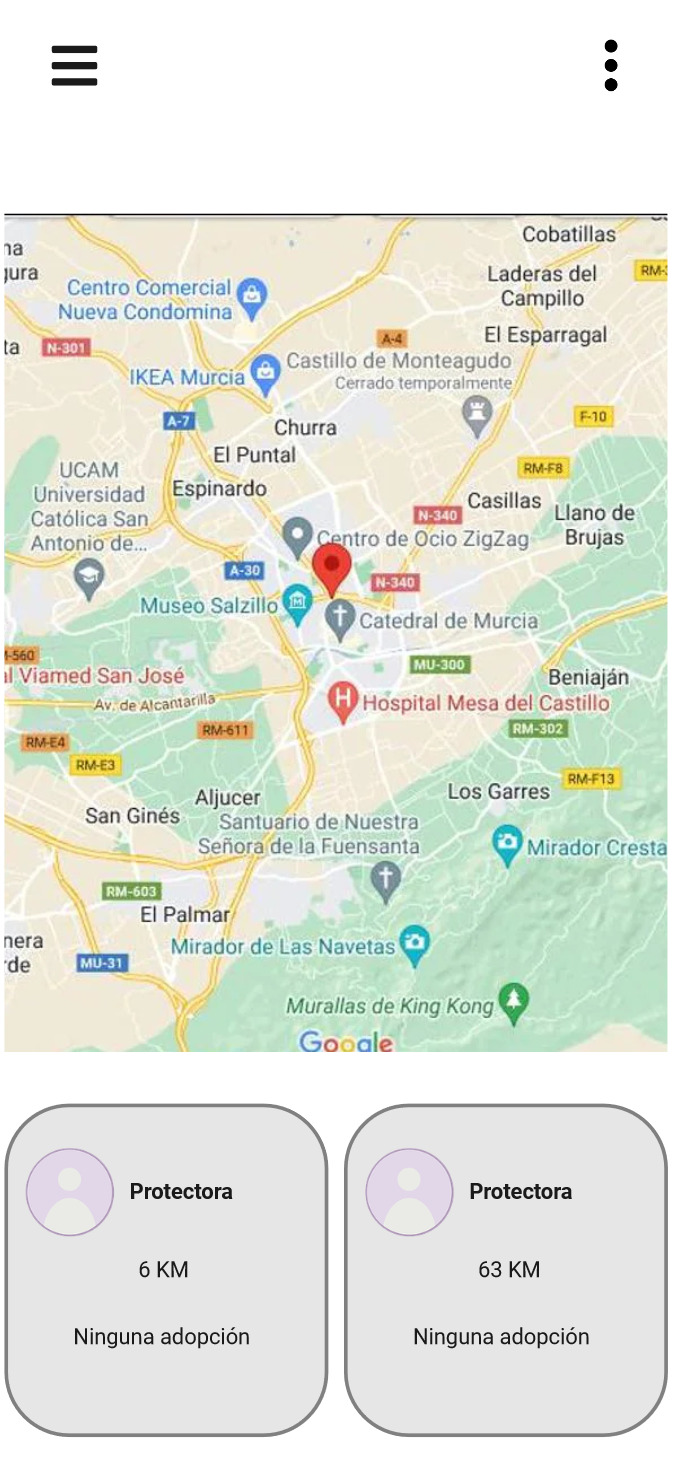 Cobatillas
na
gura
Laderas del
Campillo
Centro Comercial
Nueva Condomina
El Esparragal
ta
N-301
A-4
IKEA Murcia
Castillo de Monteagudo
Cerrado temporalmente
A-7
F-10
Churra
El Puntal
UCAM
Universidad
Católica San
Antonio de...
RM-F8
Espinardo
Casillas
N-340
Llano de
Brujas
Centro de Ocio ZigZag
A-30
N-340
Museo Salzillo
Catedral de Murcia
-560
MU-300
al Viamed San José
Beniaján
Av. de Alcantarilla
Hospital Mesa del Castillo
RM-611
RM-302
RM-E4
RM-E3
RM-F13
Aljucer
Los Garres
San Ginés
Santuario de Nuestra
Señora de la Fuensanta
Mirador Cresta
RM-603
El Palmar
nera
rde
Mirador de Las Navetas
MU-31
Murallas de King Kong
Google
Protectora
6 KM
Ninguna adopción
Protectora
63 KM
Ninguna adopción